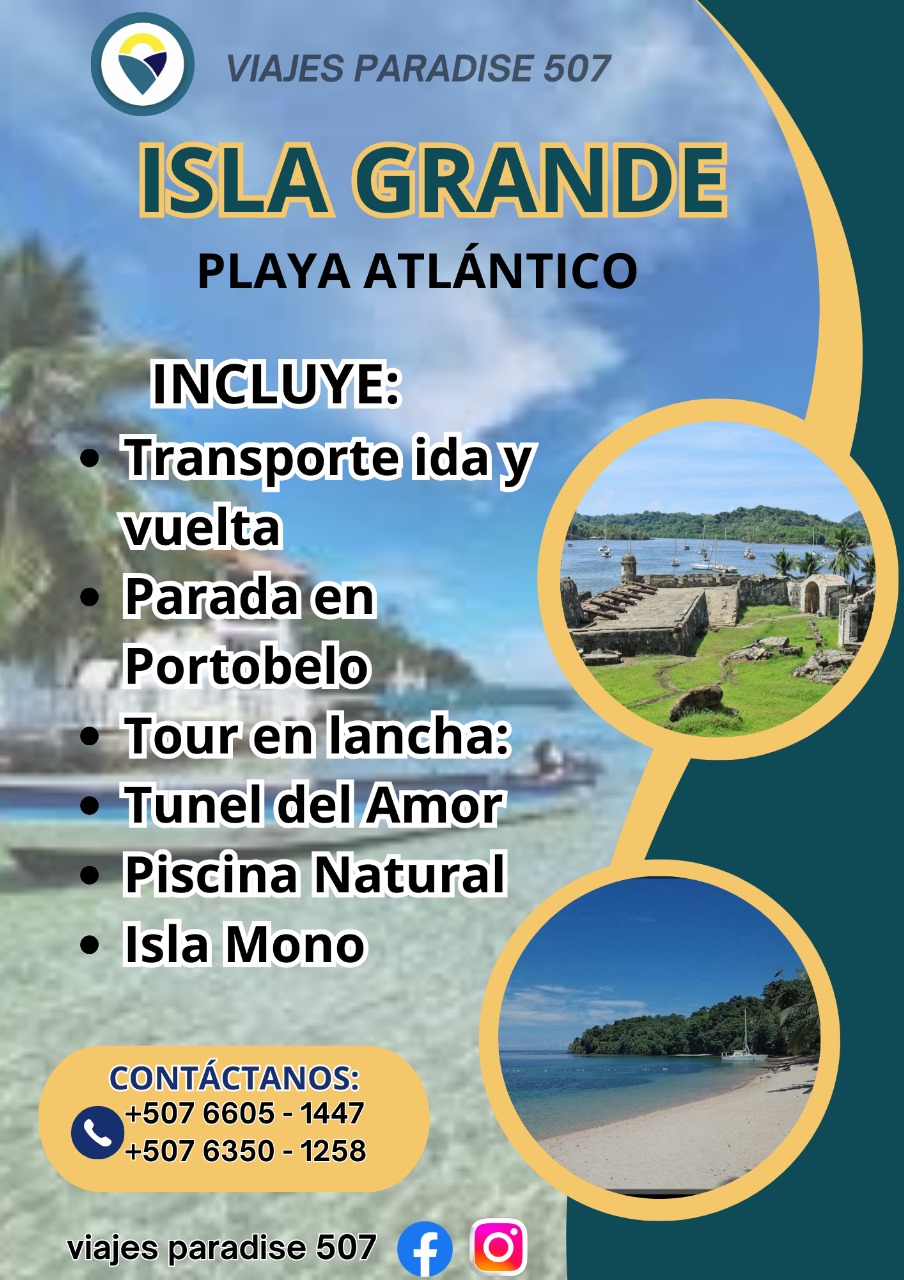 VIAJES PARADISE 507
ISLA GRANDE
PLAYA ATLÁNTICO
INCLUYE:
• Transporte ida y
vuelta
• Parada en
Portobelo
• Tour en lancha:
• Tunel del Amor
• Piscina Natural
• Isla Mono
CONTÁCTANOS:
+507 6605 - 1447
+507 6350 - 1258
viajes paradise 507